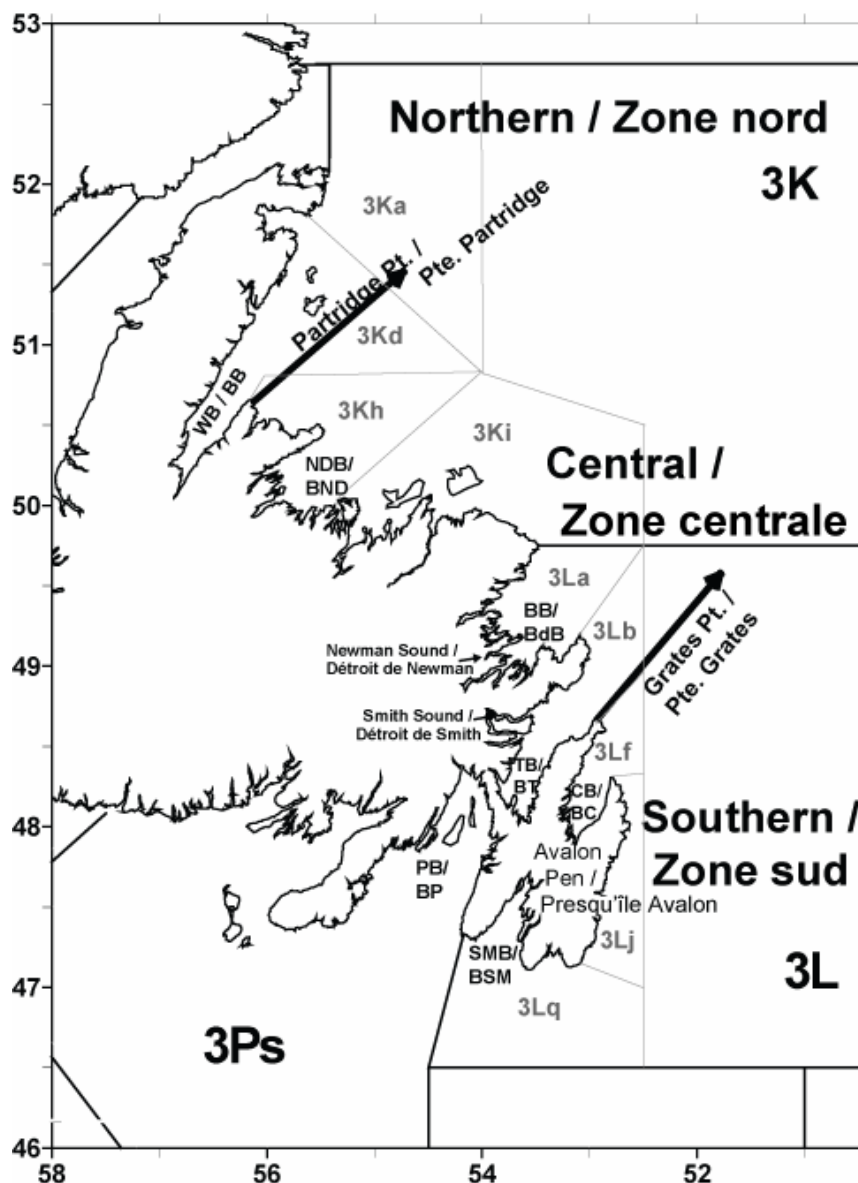 53
Northern / Zone nord
3K
52
3Ka
Partridge Pt. /
Pte. Partridge
51
3Kd
WB / BB
3Kh
3Ki
NDB/
BND
Central /
Zone centrale
50
3La
BB/
BdB
3Lb
Grates Pt. /
Pte. Grates
Newman Sound /
Détroit de Newman
49
Smith Sound /
Détroit de Smith
TB/
BT
3Lf
CB/
BC
48
Southern /
Zone sud
PB/
BP
Avalon
Pen /
Presqu'île Avalon
3Lj
SMB/
BSM
3L
47
3Lq
3Ps
46
58
56
54
52